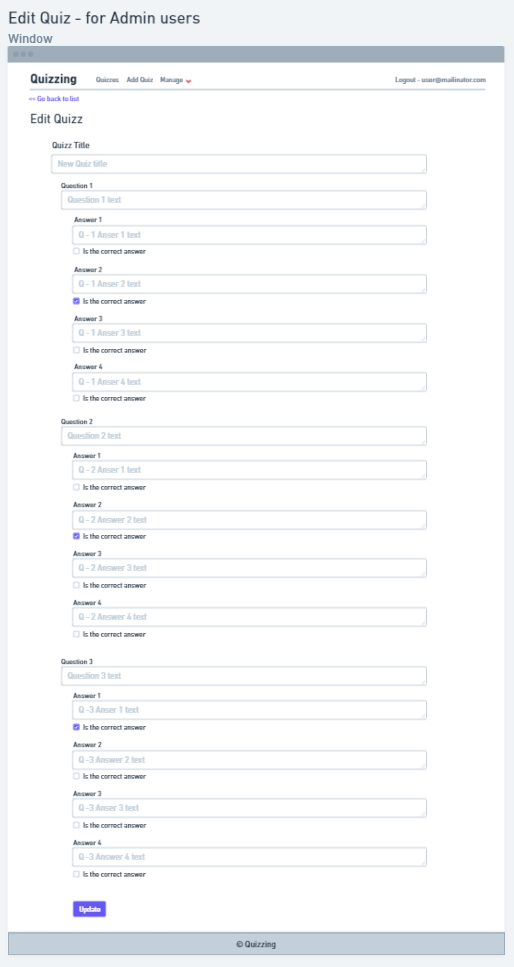 Edit Quiz - for Admin users
Window
Quizzing Quizzes Add Quiz Manage Logout - user@mailinator.com
<< Go back to list
Edit Quizz
Quizz Title
New Quiz title
Question 1
Question 1 text
Answer 1
Q - 1 Anser 1 text
Is the correct answer
Answer 2
Q - 1 Anser 2 text
Is the correct answer
Answer 3
Q - 1 Anser 3 text
Is the correct answer
Answer 4
Q - 1 Anser 4 text
Is the correct answer
Question 2
Question 2 text
Answer 1
Q - 2 Anser 1 text
Is the correct answer
Answer 2
Q - 2 Answer 2 text
Is the correct answer
Answer 3
Q - 2 Answer 3 text
Is the correct answer
Answer 4
Q - 2 Answer 4 text
Is the correct answer
Question 3
Question 3 text
Answer 1
Q -3 Anser 1 text
Is the correct answer
Answer 2
Q -3 Answer 2 text
Is the correct answer
Answer 3
Q -3 Anser 3 text
Is the correct answer
Answer 4
Q -3 Answer 4 text
Is the correct answer
Update
© Quizzing